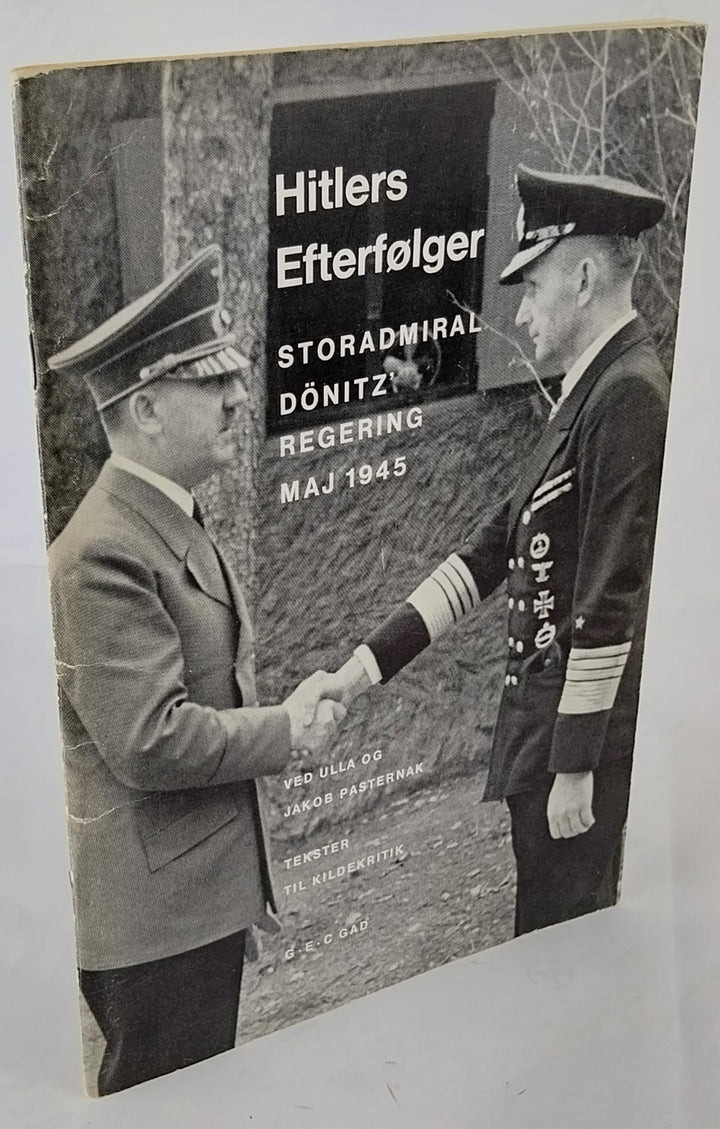 Hitlers
Efterfølger
STORADMIRAL
DÖNITZ'
REGERING
MAJ 1945
VED ULLA OG
JAKOB PASTERNAK
TEKSTER
TIL KILDEKRITIK
G·E·C GAD